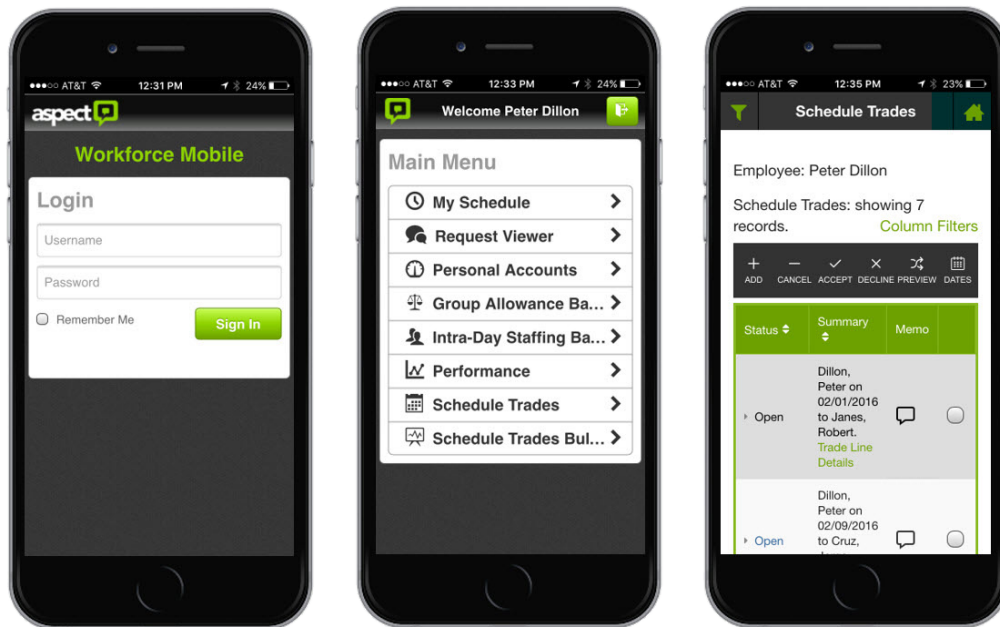 ●●●○○ AT&T 12:31 PM 24%
aspect
Workforce Mobile
Login
Username
Password
Remember Me
Sign In
●●●○○ AT&T 12:33 PM 24%
Welcome Peter Dillon
Main Menu
My Schedule
Request Viewer
Personal Accounts
Group Allowance Ba...
Intra-Day Staffing Ba...
Performance
Schedule Trades
Schedule Trades Bul...
●●●○○ AT&T 12:35 PM 23%
Schedule Trades
Employee: Peter Dillon
Schedule Trades: showing 7
records. Column Filters
ADD CANCEL ACCEPT DECLINE PREVIEW DATES
Status Summary Memo
Dillon,
Peter on
02/01/2016
Open to Janes,
Robert.
Trade Line
Details
Dillon,
Peter on
02/09/2016
Open to Cruz,